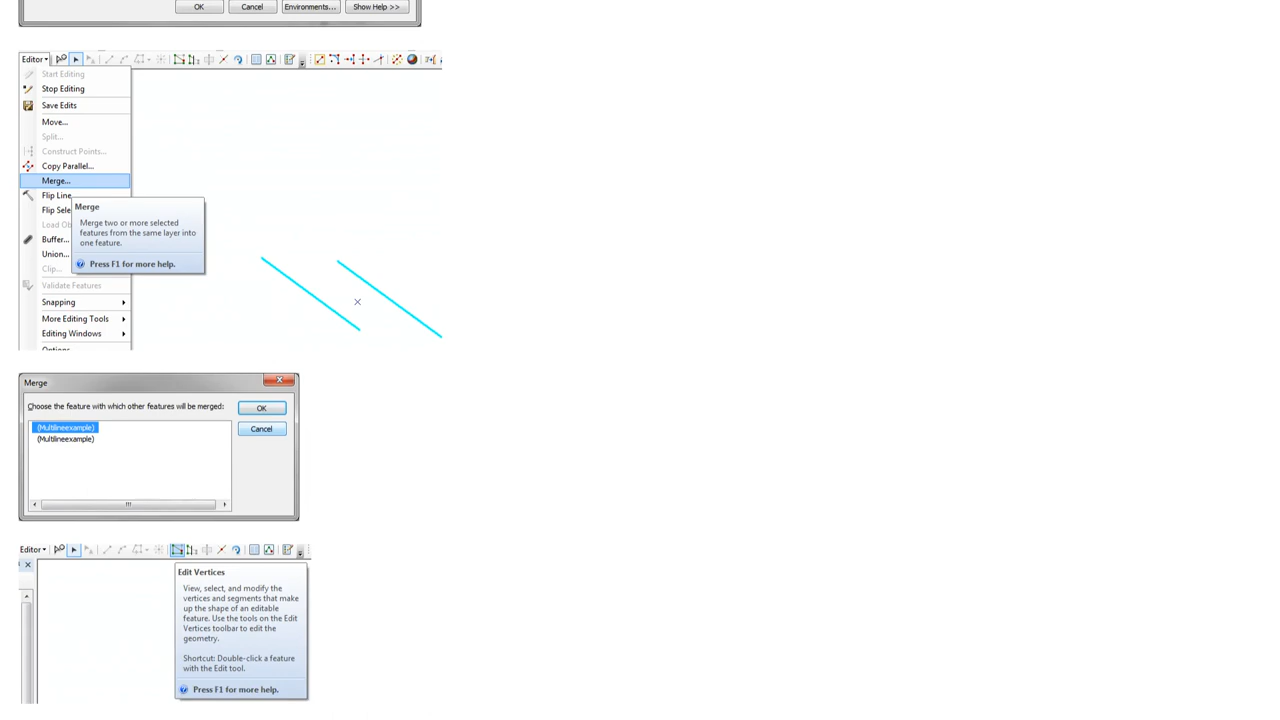 OK Cancel Environments... Show Help >>
Editor
Start Editing
Stop Editing
Save Edits
Move...
Split...
Construct Points...
Copy Parallel...
Merge...
Flip Line
Flip Sele
Load Ob
Buffer...
Union...
Clip...
Validate Features
Snapping
More Editing Tools
Editing Windows
Options
Merge
Merge two or more selected
features from the same layer into
one feature.
Press F1 for more help.
Merge
Choose the feature with which other features will be merged:
OK
Cancel
(Multilineexample)
(Multilineexample)
Editor
Edit Vertices
View, select, and modify the
vertices and segments that make
up the shape of an editable
feature. Use the tools on the Edit
Vertices toolbar to edit the
geometry.
Shortcut: Double-click a feature
with the Edit tool.
Press F1 for more help.